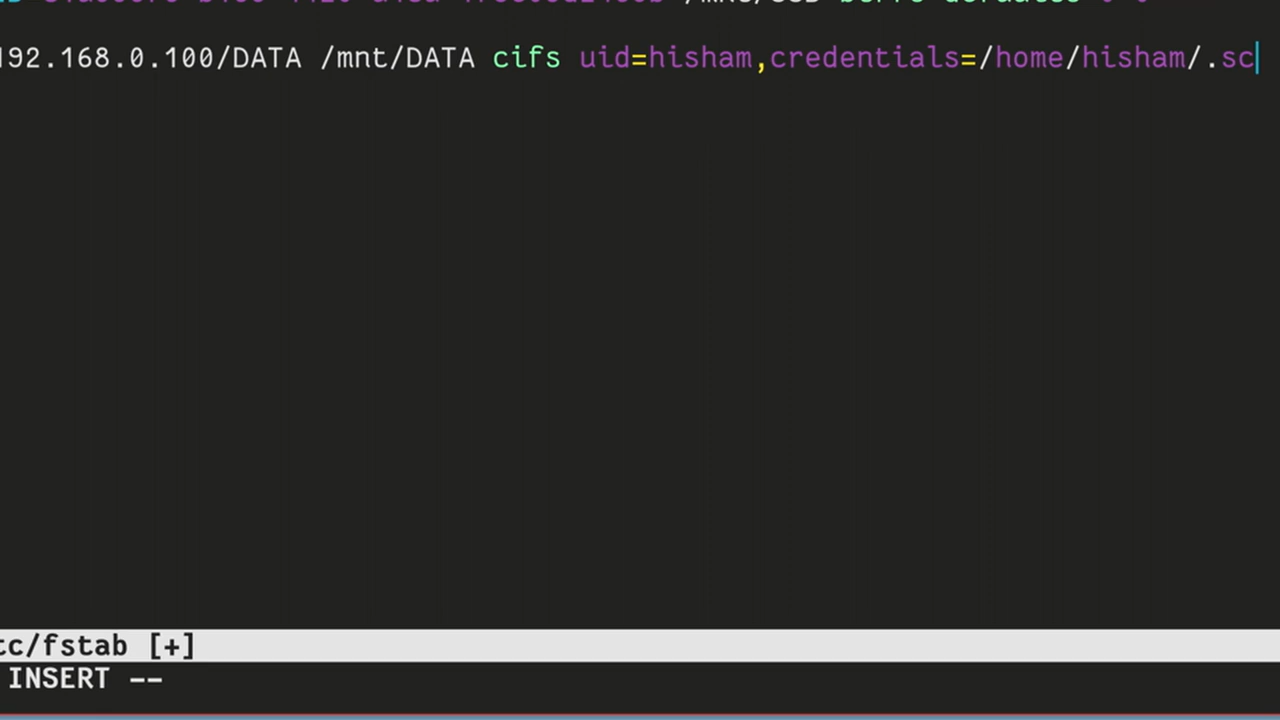 192.168.0.100/DATA /mnt/DATA cifs uid=hisham,credentials=/home/hisham/.sc
tc/fstab [+]
INSERT --